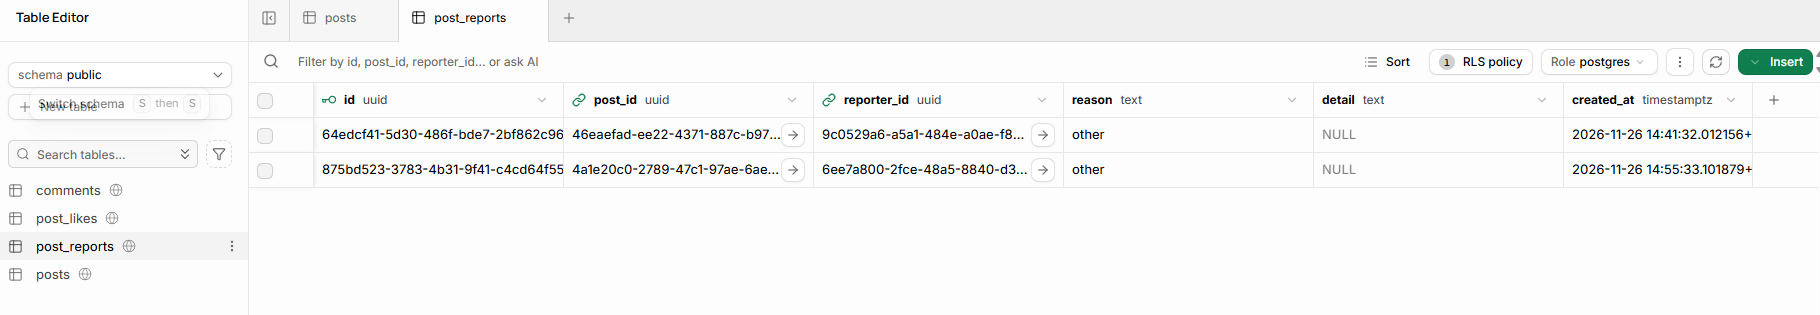 Table Editor
posts
post_reports
schema public
Filter by id, post_id, reporter_id... or ask AI
Sort
1 RLS policy
Role postgres
Insert
Switch schema S then S
New table
id uuid
post_id uuid
reporter_id uuid
reason text
detail text
created_at timestamptz
64edcf41-5d30-486f-bde7-2bf862c96
46eaefad-ee22-4371-887c-b97...
9c0529a6-a5a1-484e-a0ae-f8...
other
NULL
2026-11-26 14:41:32.012156+
Search tables...
875bd523-3783-4b31-9f41-c4cd64f55
4a1e20c0-2789-47c1-97ae-6ae...
6ee7a800-2fce-48a5-8840-d3...
other
NULL
2026-11-26 14:55:33.101879+
comments
post_likes
post_reports
posts